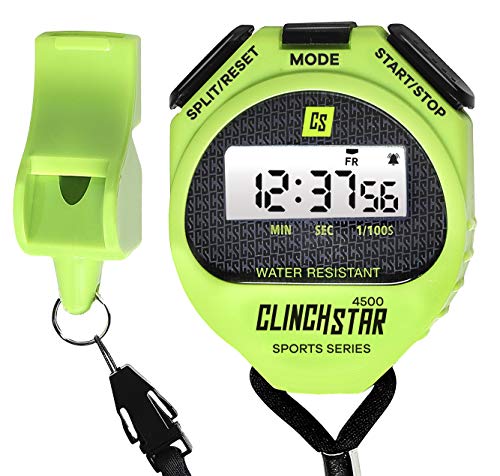 SPLIT/RESET
MODE
START/STOP
CS
FR
12:37 56
MIN SEC 1/100S
WATER RESISTANT
4500
CLINCHSTAR
SPORTS SERIES